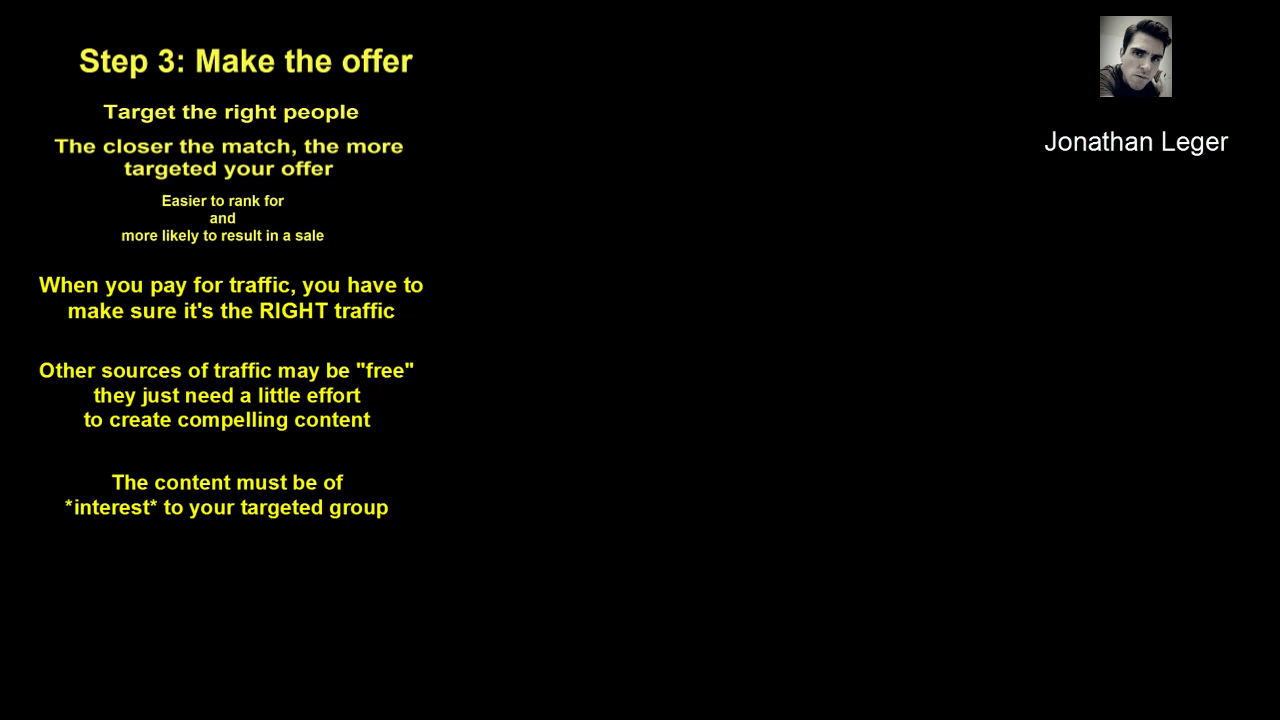 Step 3: Make the offer
Target the right people
The closer the match, the more
targeted your offer
Easier to rank for
and
more likely to result in a sale
When you pay for traffic, you have to
make sure it's the RIGHT traffic
Other sources of traffic may be "free"
they just need a little effort
to create compelling content
The content must be of
*interest* to your targeted group
Jonathan Leger